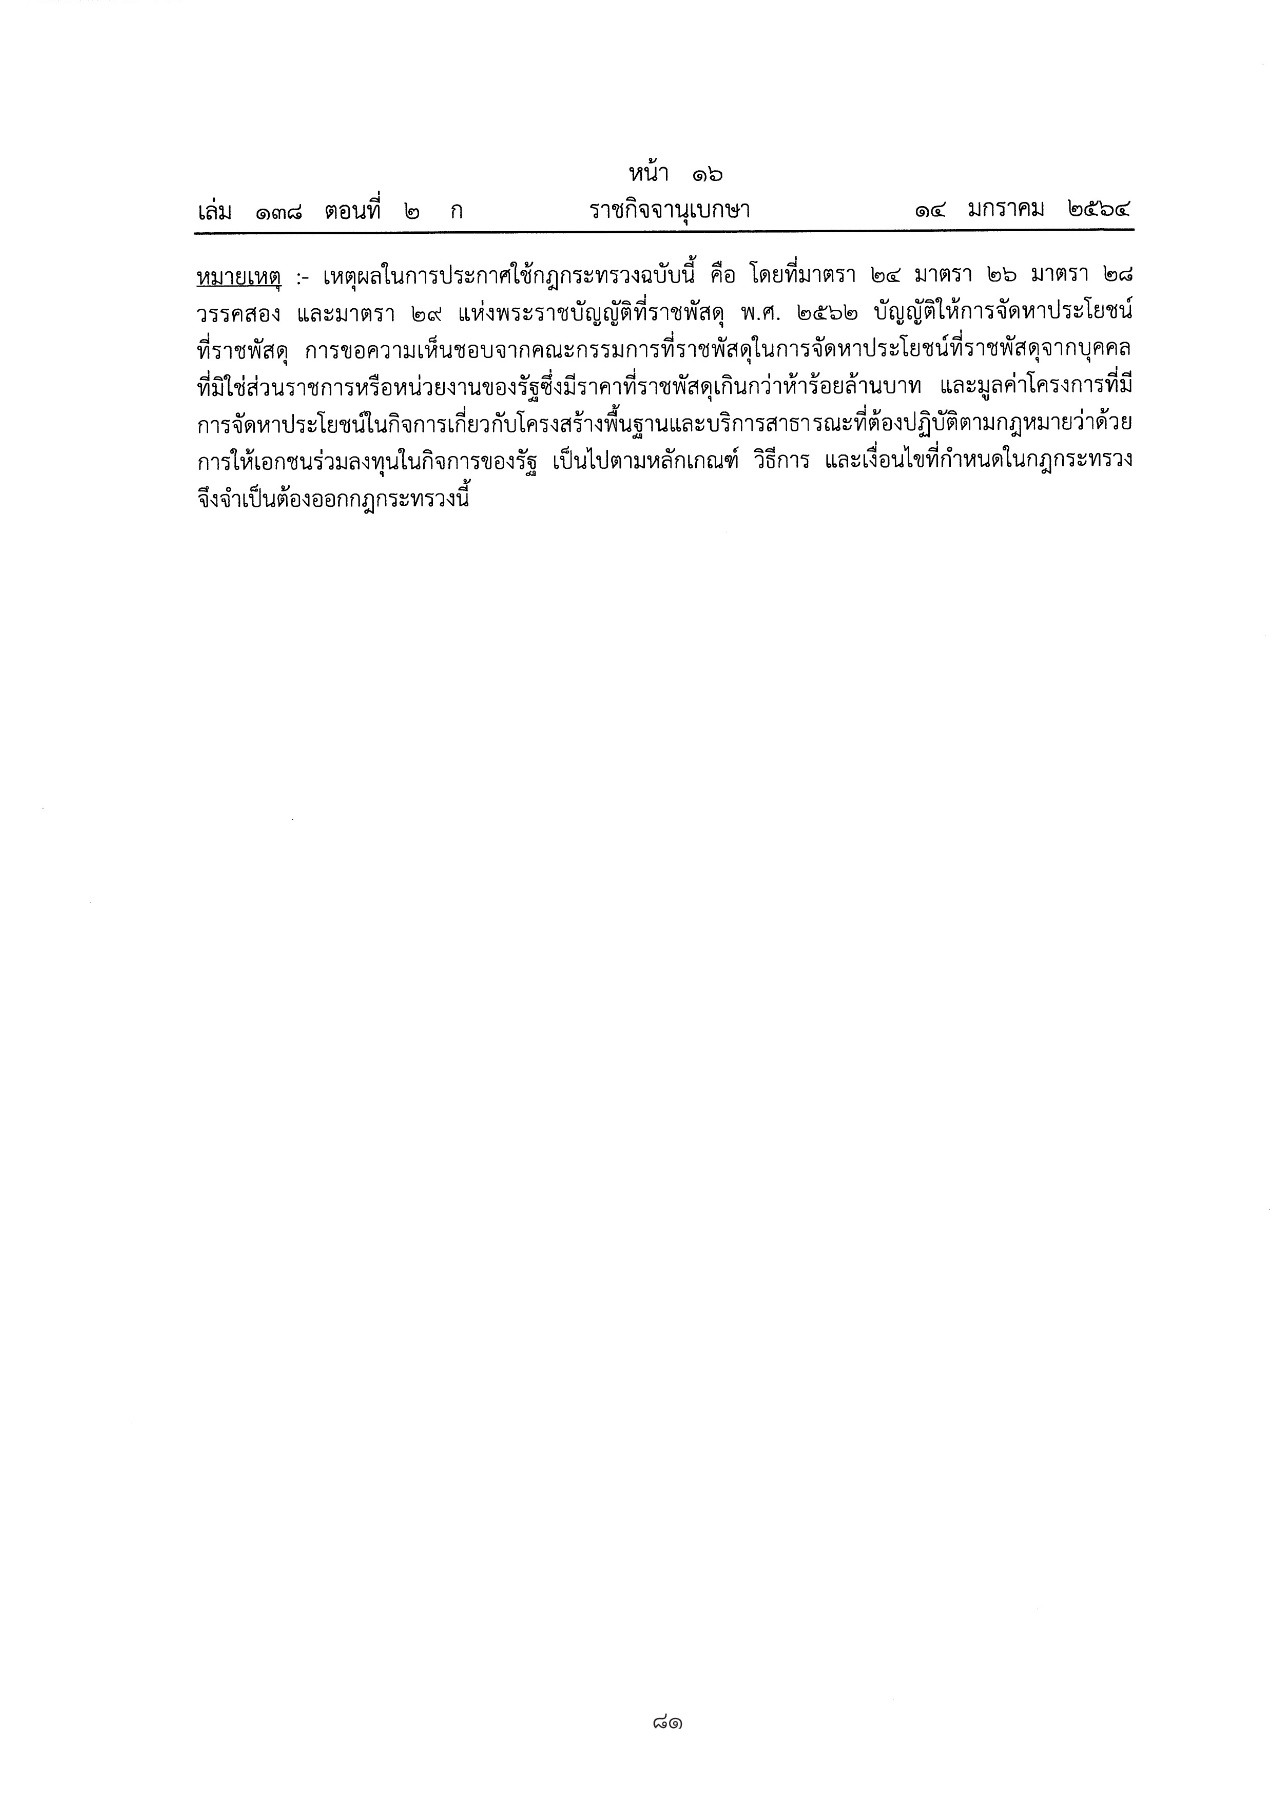 หน้า ๑๖
เล่ม ๑๓๘ ตอนที่ ๒ ก ราชกิจจานุเบกษา ๑๔ มกราคม ๒๕๖๔
หมายเหตุ :- เหตุผลในการประกาศใช้กฎกระทรวงฉบับนี้ คือ โดยที่มาตรา ๒๔ มาตรา ๒๖ มาตรา ๒๘
วรรคสอง และมาตรา ๒๙ แห่งพระราชบัญญัติที่ราชพัสดุ พ.ศ. ๒๕๖๒ บัญญัติให้การจัดหาประโยชน์
ที่ราชพัสดุ การขอความเห็นชอบจากคณะกรรมการที่ราชพัสดุในการจัดหาประโยชน์ที่ราชพัสดุจากบุคคล
ที่มิใช่ส่วนราชการหรือหน่วยงานของรัฐซึ่งมีราคาที่ราชพัสดุเกินกว่าห้าร้อยล้านบาท และมูลค่าโครงการที่มี
การจัดหาประโยชน์ในกิจการเกี่ยวกับโครงสร้างพื้นฐานและบริการสาธารณะที่ต้องปฏิบัติตามกฎหมายว่าด้วย
การให้เอกชนร่วมลงทุนในกิจการของรัฐ เป็นไปตามหลักเกณฑ์ วิธีการ และเงื่อนไขที่กำหนดในกฎกระทรวง
จึงจำเป็นต้องออกกฎกระทรวงนี้
๘๑